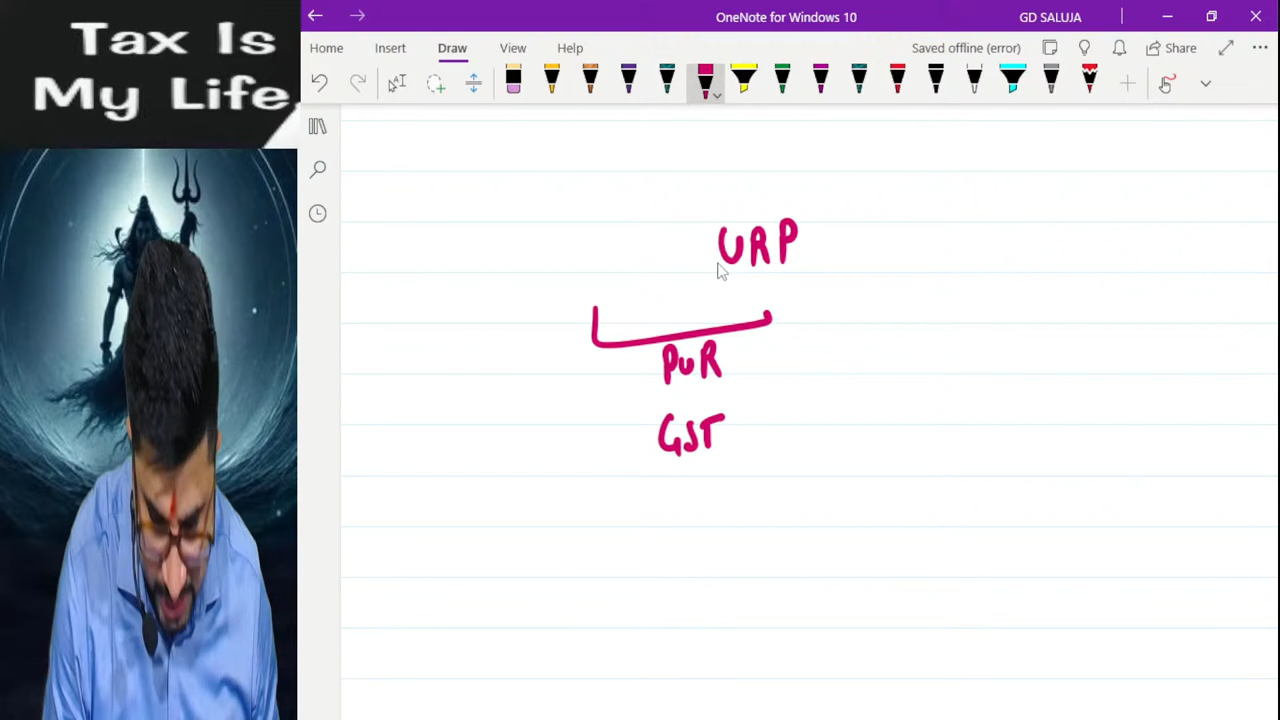 Tax Is
My Life
OneNote for Windows 10
GD SALUJA
Home Insert Draw View Help
Saved offline (error)
Share
URP
PUR
GST